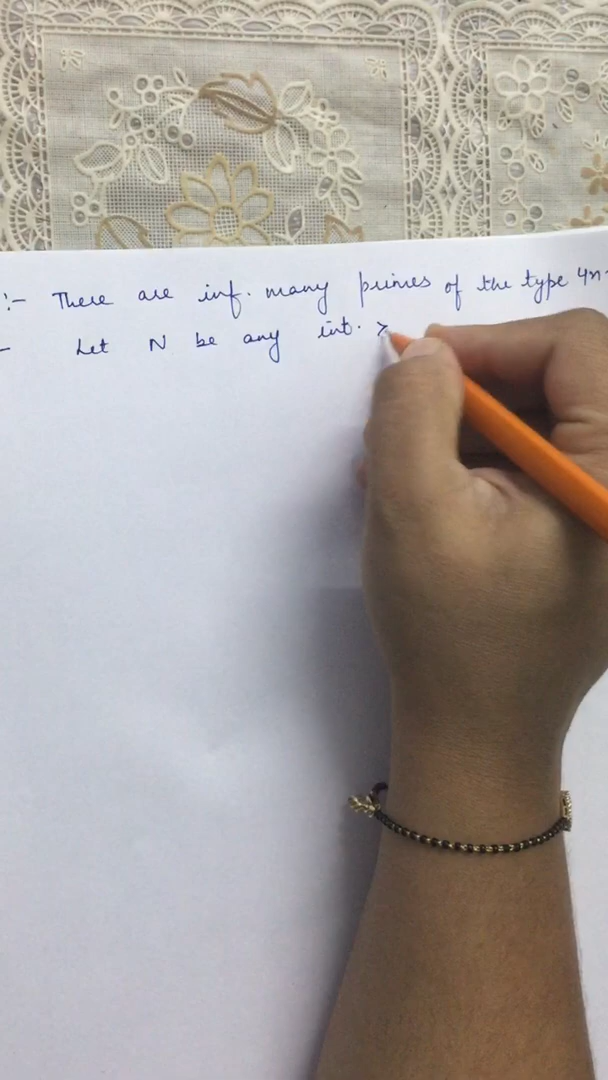 :- There are inf. many primes of the type 4n
- Let N be any int. >